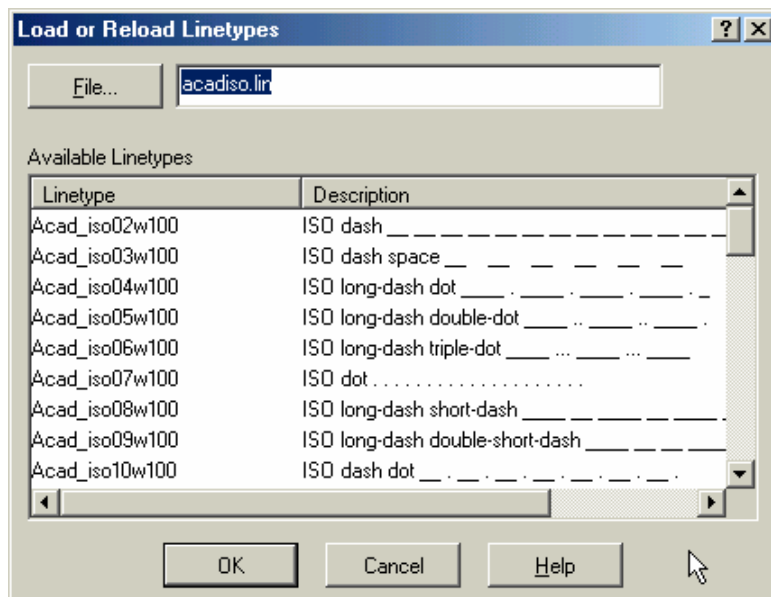 Load or Reload Linetypes
File... acadiso.lin
Available Linetypes
Linetype Description
Acad_iso02w100 ISO dash __ __ __ __ __ __ __ __ __ __ __ __ __
Acad_iso03w100 ISO dash space __ __ __ __ __ __
Acad_iso04w100 ISO long-dash dot ____ . ____ . ____ . ____ . _
Acad_iso05w100 ISO long-dash double-dot ____ .. ____ .. ____ .
Acad_iso06w100 ISO long-dash triple-dot ____ ... ____ ... ____
Acad_iso07w100 ISO dot . . . . . . . . . . . . . . . . . . . .
Acad_iso08w100 ISO long-dash short-dash ____ __ ____ __ ____ _
Acad_iso09w100 ISO long-dash double-short-dash ____ __ __ ____
Acad_iso10w100 ISO dash dot __ . __ . __ . __ . __ . __ .
OK Cancel Help